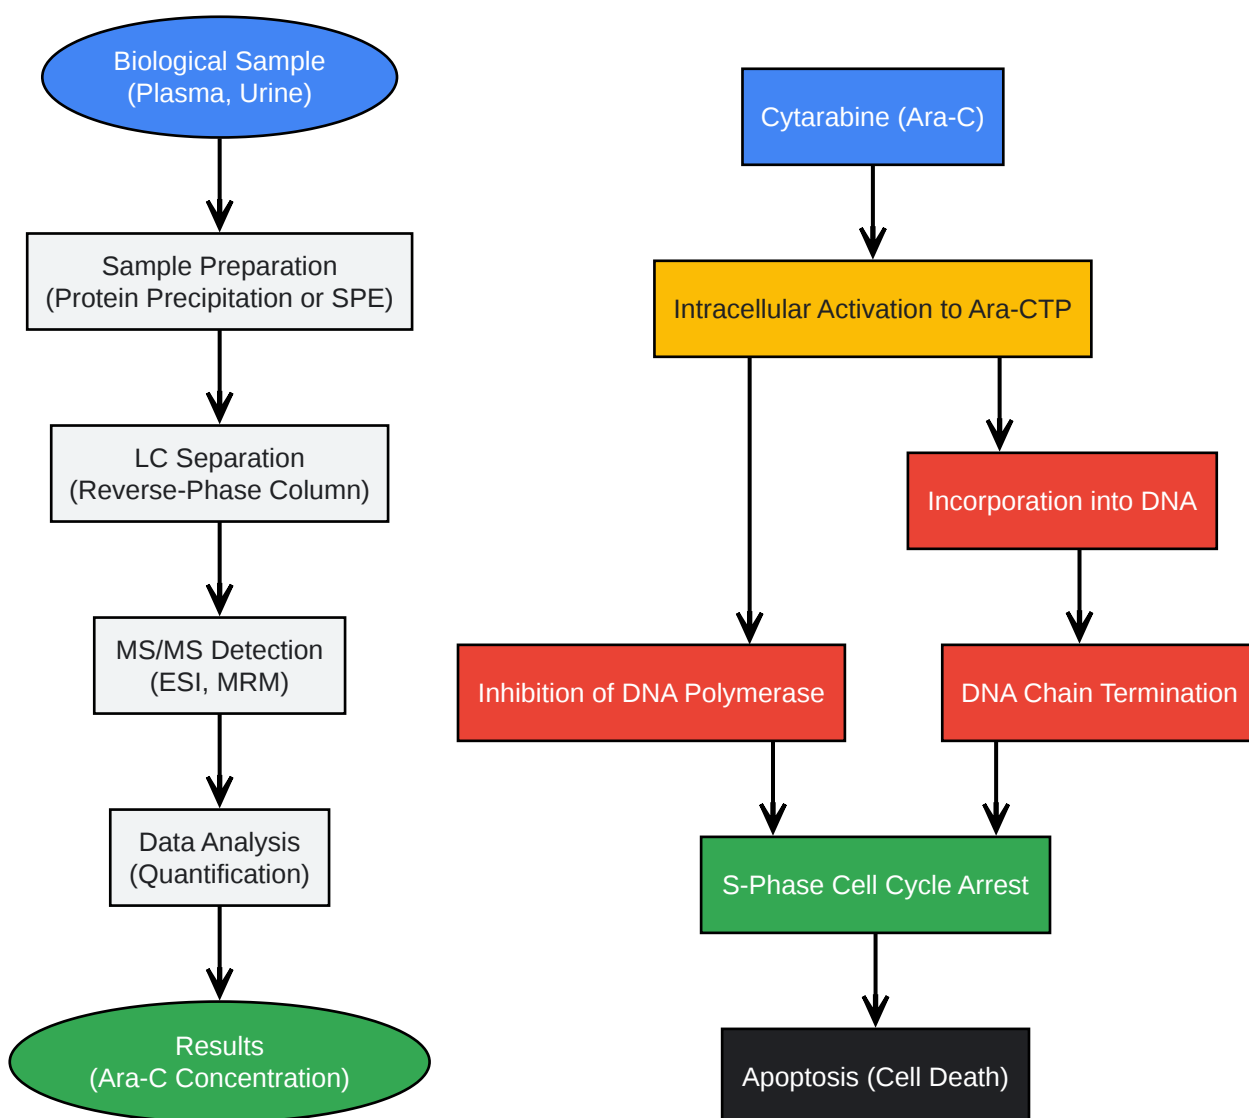 Biological Sample
(Plasma, Urine)
Sample Preparation
(Protein Precipitation or SPE)
LC Separation
(Reverse-Phase Column)
MS/MS Detection
(ESI, MRM)
Data Analysis
(Quantification)
Results
(Ara-C Concentration)
Cytarabine (Ara-C)
Intracellular Activation to Ara-CTP
Incorporation into DNA
Inhibition of DNA Polymerase
DNA Chain Termination
S-Phase Cell Cycle Arrest
Apoptosis (Cell Death)